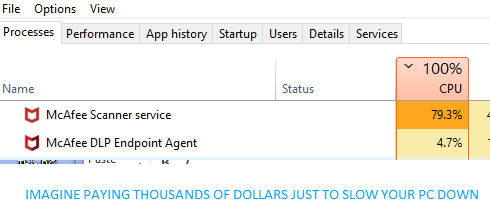 File Options View
Processes Performance App history Startup Users Details Services
100%
Name Status CPU
McAfee Scanner service 79.3%
McAfee DLP Endpoint Agent 4.7%
IMAGINE PAYING THOUSANDS OF DOLLARS JUST TO SLOW YOUR PC DOWN